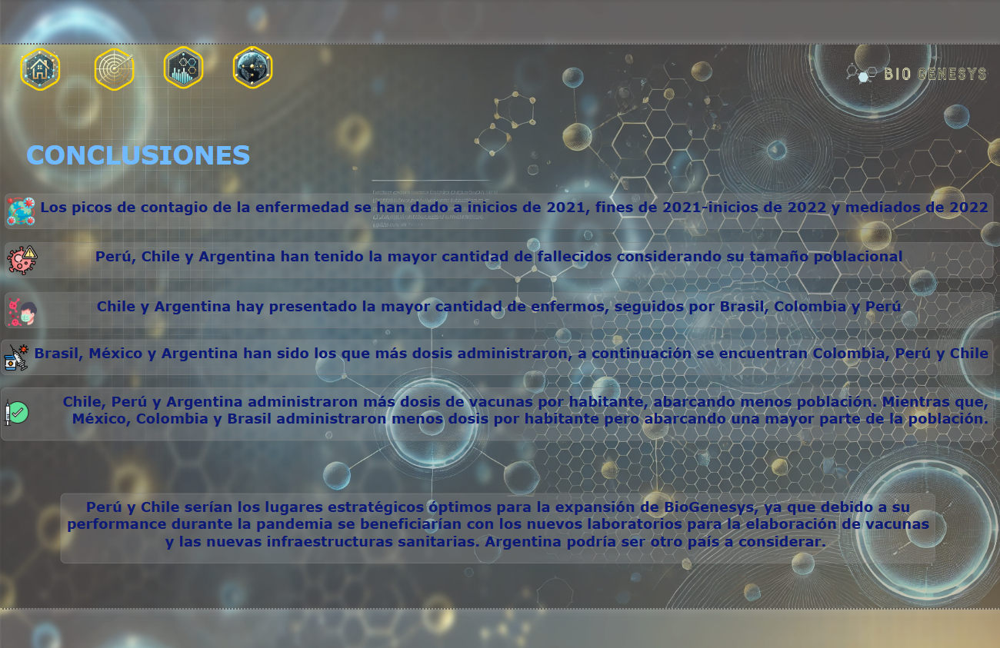 BIO GENESYS
CONCLUSIONES
Los picos de contagio de la enfermedad se han dado a inicios de 2021, fines de 2021-inicios de 2022 y mediados de 2022
Perú, Chile y Argentina han tenido la mayor cantidad de fallecidos considerando su tamaño poblacional
Chile y Argentina hay presentado la mayor cantidad de enfermos, seguidos por Brasil, Colombia y Perú
Brasil, México y Argentina han sido los que más dosis administraron, a continuación se encuentran Colombia, Perú y Chile
Chile, Perú y Argentina administraron más dosis de vacunas por habitante, abarcando menos población. Mientras que,
México, Colombia y Brasil administraron menos dosis por habitante pero abarcando una mayor parte de la población.
Perú y Chile serían los lugares estratégicos óptimos para la expansión de BioGenesys, ya que debido a su
performance durante la pandemia se beneficiarían con los nuevos laboratorios para la elaboración de vacunas
y las nuevas infraestructuras sanitarias. Argentina podría ser otro país a considerar.